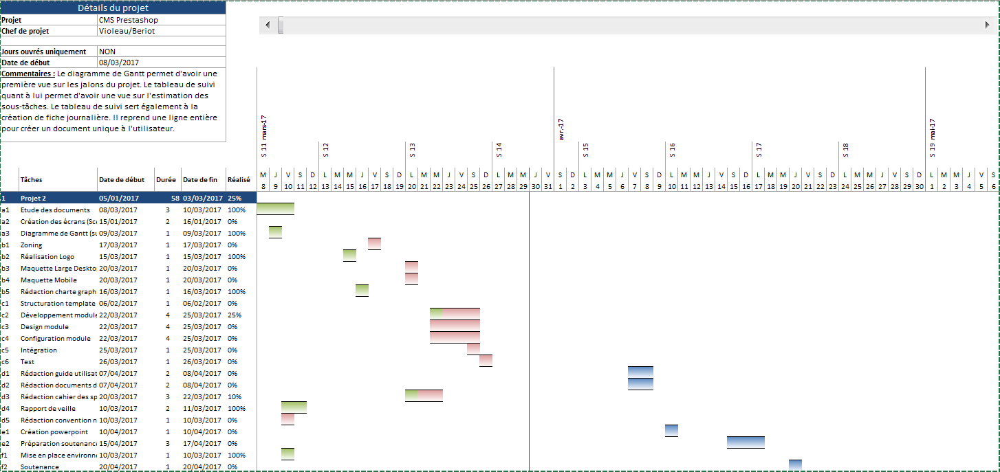 Détails du projet
Projet CMS Prestashop
Chef de projet Violeau/Beriot
Jours ouvrés uniquement NON
Date de début 08/03/2017
Commentaires : Le diagramme de Gantt permet d'avoir une
première vue sur les jalons du projet. Le tableau de suivi
quant à lui permet d'avoir une vue sur l'estimation des
sous-tâches. Le tableau de suivi sert également à la
création de fiche journalière. Il reprend une ligne entière
pour créer un document unique à l'utilisateur.
mars-17 avr.-17 mai-17
S 11 S 12 S 13 S 14 S 15 S 16 S 17 S 18 S 19
Tâches Date de début Durée Date de fin Réalisé
M J V S D L M M J V S D L M M J V S D L M M J V S D L M M J V S D L M M J V S D L M M J V S D L M M J V S
8 9 10 11 12 13 14 15 16 17 18 19 20 21 22 23 24 25 26 27 28 29 30 31 1 2 3 4 5 6 7 8 9 10 11 12 13 14 15 16 17 18 19 20 21 22 23 24 25 26 27 28 29 30 1 2 3 4 5 6
1 Projet 2 05/01/2017 58 03/03/2017 25%
a1 Etude des documents 08/03/2017 3 10/03/2017 100%
a2 Création des écrans (Sc 15/01/2017 2 16/01/2017 0%
a3 Diagramme de Gantt (su 09/03/2017 1 09/03/2017 100%
b1 Zoning 17/03/2017 1 17/03/2017 0%
b2 Réalisation Logo 15/03/2017 1 15/03/2017 100%
b3 Maquette Large Deskto 20/03/2017 1 20/03/2017 0%
b4 Maquette Mobile 20/03/2017 1 20/03/2017 0%
b5 Rédaction charte graph 16/03/2017 1 16/03/2017 100%
c1 Structuration template 06/02/2017 1 06/02/2017 0%
c2 Développement module 22/03/2017 4 25/03/2017 25%
c3 Design module 22/03/2017 4 25/03/2017 0%
c4 Configuration module 22/03/2017 4 25/03/2017 0%
c5 Intégration 25/03/2017 1 25/03/2017 0%
c6 Test 26/03/2017 1 26/03/2017 0%
d1 Rédaction guide utilisat 07/04/2017 2 08/04/2017 0%
d2 Rédaction documents d 07/04/2017 2 08/04/2017 0%
d3 Rédaction cahier des sp 20/03/2017 3 22/03/2017 10%
d4 Rapport de veille 10/03/2017 2 11/03/2017 100%
d5 Rédaction convention n 10/03/2017 1 10/03/2017 0%
e1 Création powerpoint 10/04/2017 1 10/04/2017 0%
e2 Préparation soutenanc 15/04/2017 3 17/04/2017 0%
f1 Mise en place environn 10/03/2017 1 10/03/2017 100%
f2 Soutenance 20/04/2017 1 20/04/2017 0%